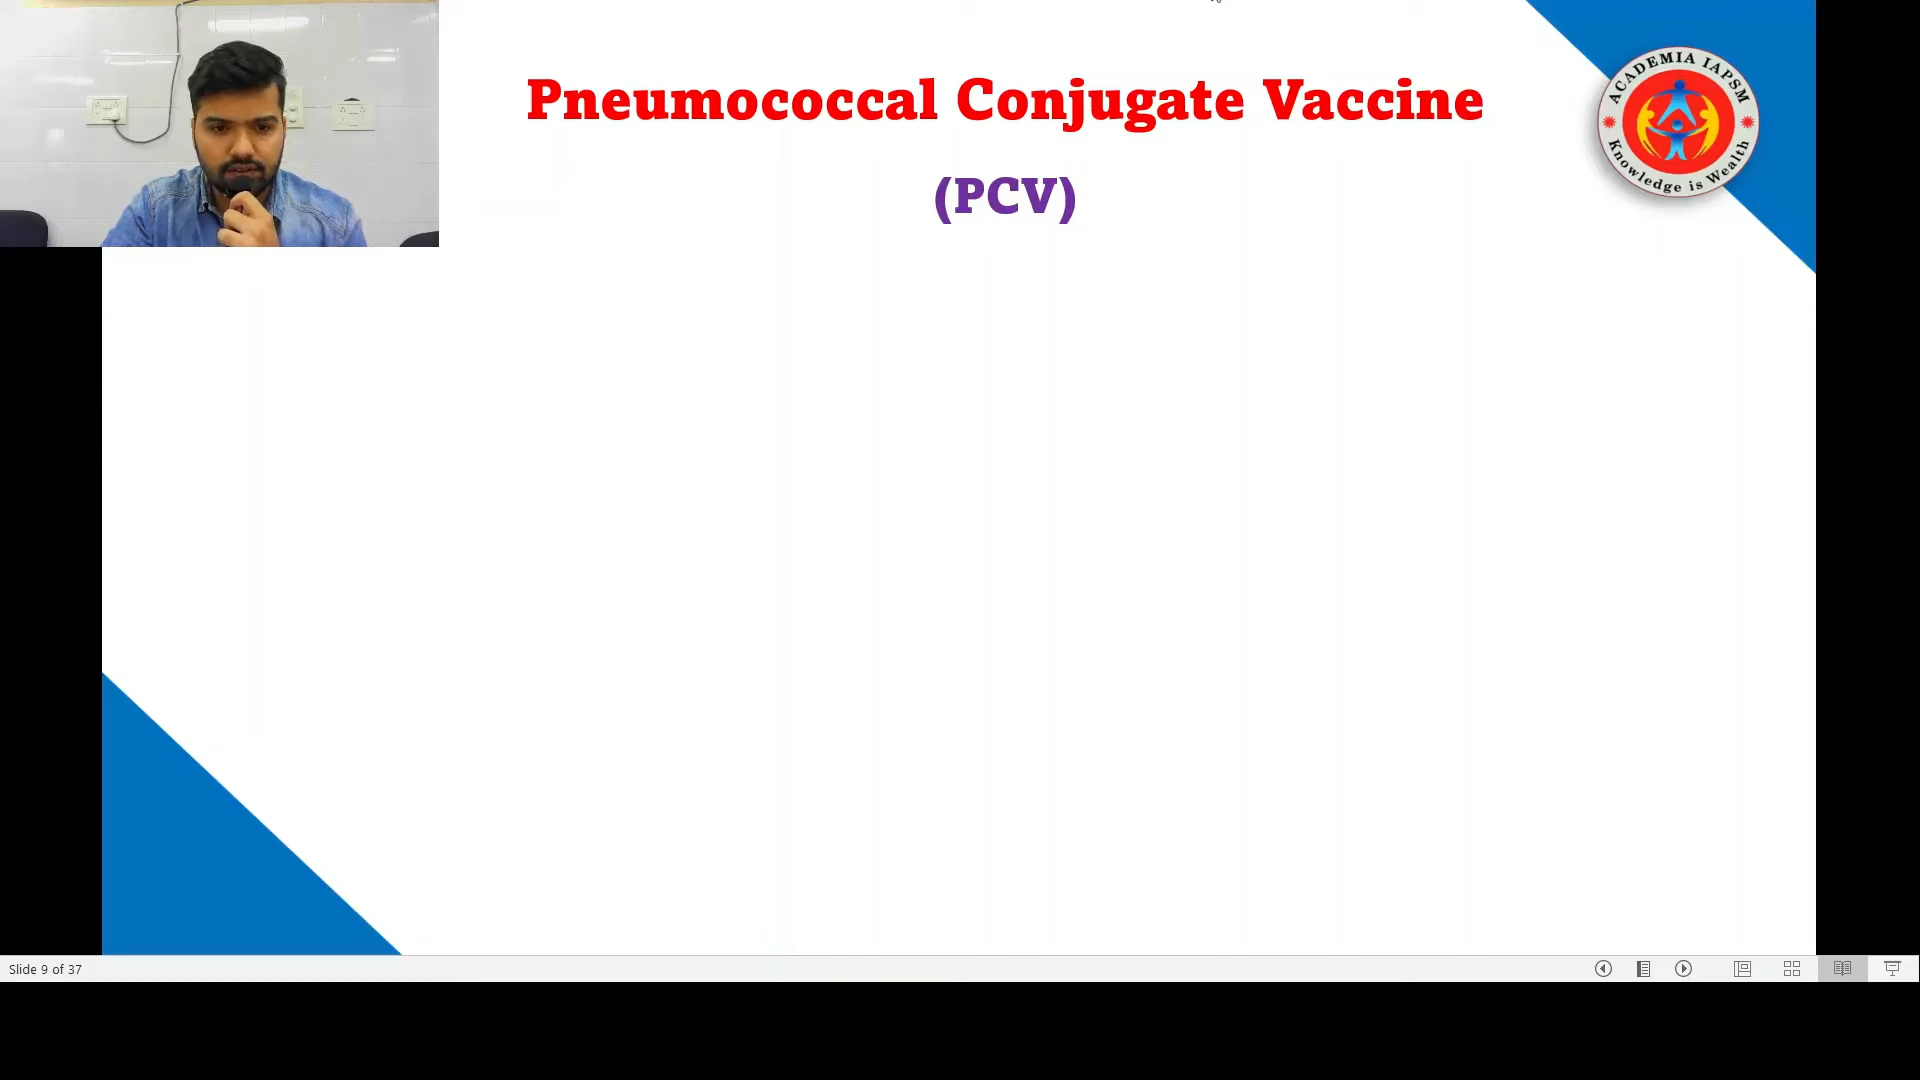 Pneumococcal Conjugate Vaccine
(PCV)
ACADEMIA IAPSM
Knowledge is Wealth
Slide 9 of 37